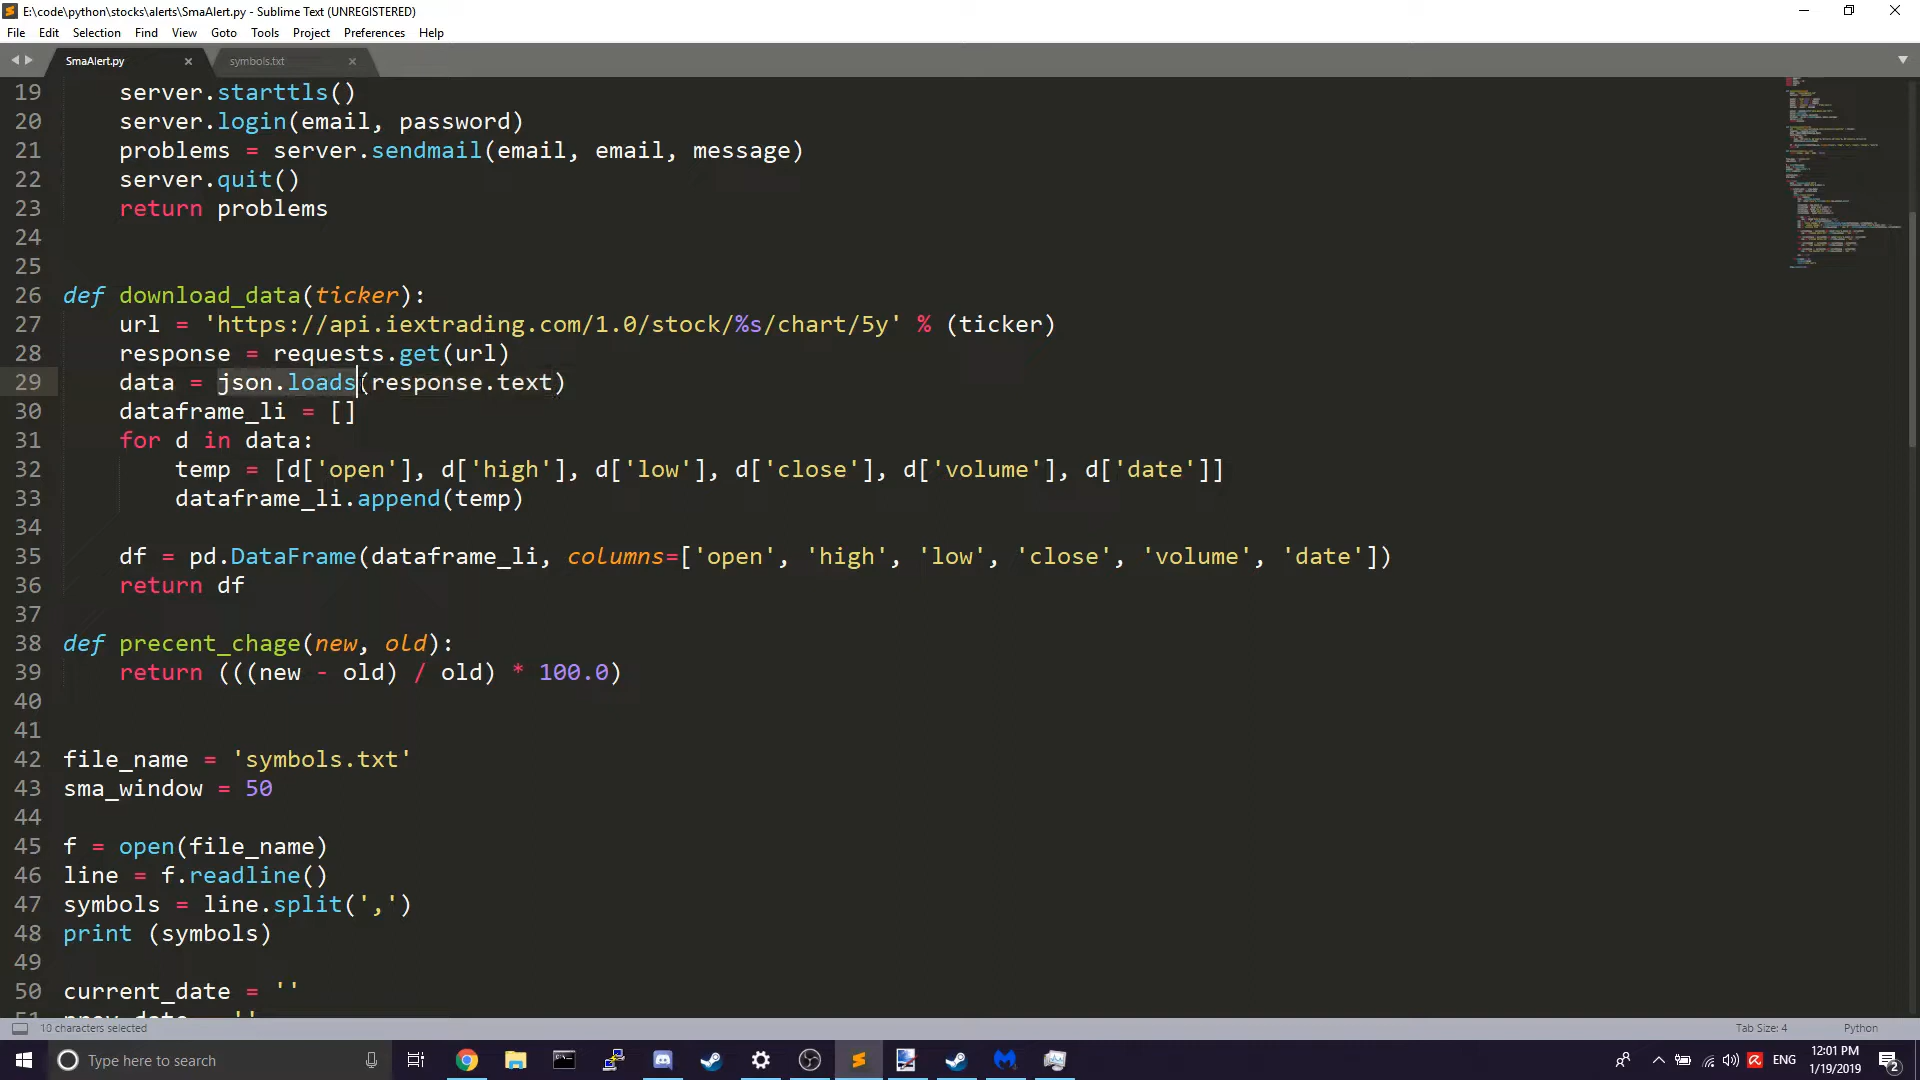 E:\code\python\stocks\alerts\SmaAlert.py - Sublime Text (UNREGISTERED)
File Edit Selection Find View Goto Tools Project Preferences Help
SmaAlert.py symbols.txt
19 server.starttls()
20 server.login(email, password)
21 problems = server.sendmail(email, email, message)
22 server.quit()
23 return problems
24
25
26 def download_data(ticker):
27 url = 'https://api.iextrading.com/1.0/stock/%s/chart/5y' % (ticker)
28 response = requests.get(url)
29 data = json.loads(response.text)
30 dataframe_li = []
31 for d in data:
32 temp = [d['open'], d['high'], d['low'], d['close'], d['volume'], d['date']]
33 dataframe_li.append(temp)
34
35 df = pd.DataFrame(dataframe_li, columns=['open', 'high', 'low', 'close', 'volume', 'date'])
36 return df
37
38 def precent_chage(new, old):
39 return (((new - old) / old) * 100.0)
40
41
42 file_name = 'symbols.txt'
43 sma_window = 50
44
45 f = open(file_name)
46 line = f.readline()
47 symbols = line.split(',')
48 print (symbols)
49
50 current_date = ''
10 characters selected Tab Size: 4 Python
Type here to search ENG 12:01 PM
1/19/2019 2